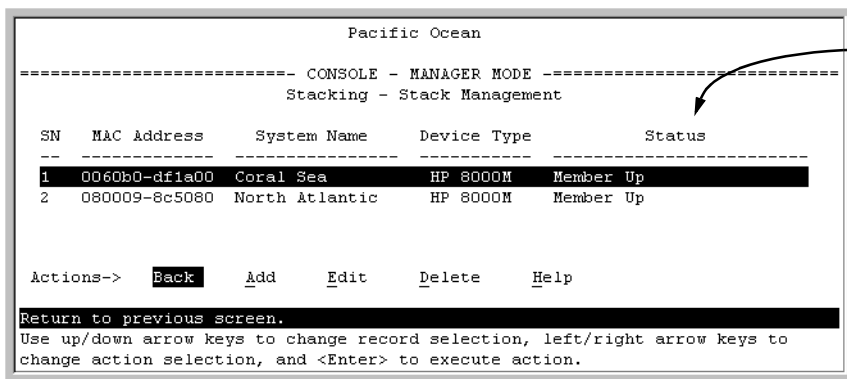 Pacific Ocean
==========================- CONSOLE - MANAGER MODE -============================
Stacking - Stack Management
SN MAC Address System Name Device Type Status
-- ------------- ---------------- ----------- -------------------------
1 0060b0-df1a00 Coral Sea HP 8000M Member Up
2 080009-8c5080 North Atlantic HP 8000M Member Up
Actions-> Back Add Edit Delete Help
Return to previous screen.
Use up/down arrow keys to change record selection, left/right arrow keys to
change action selection, and <Enter> to execute action.